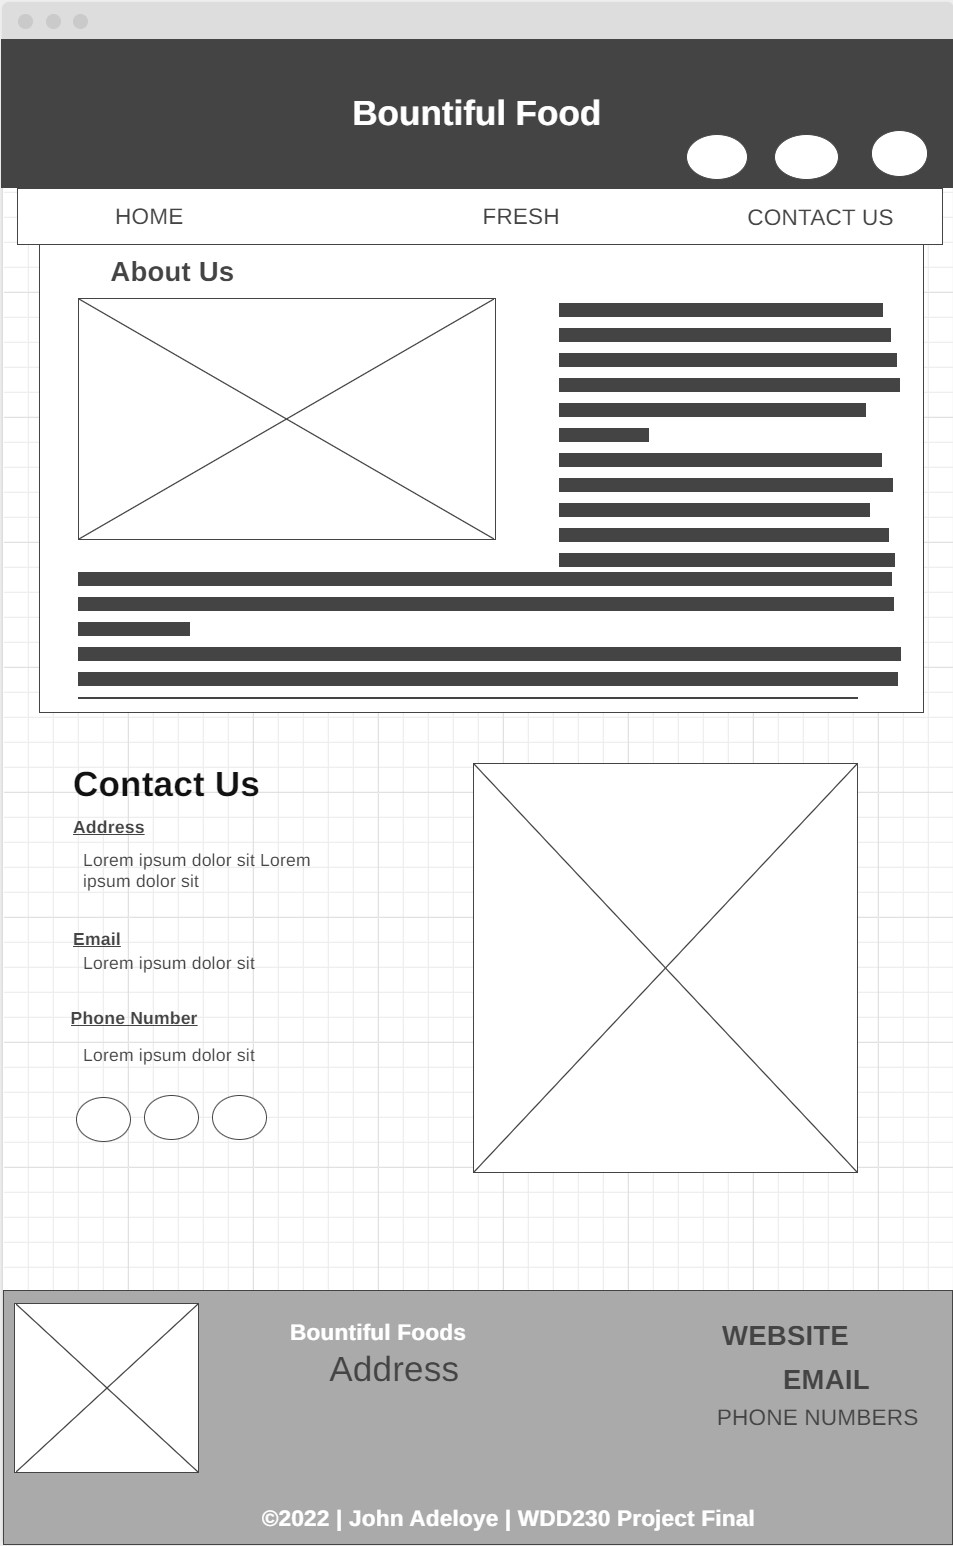 Bountiful Food
HOME
FRESH
CONTACT US
About Us
Contact Us
Address
Lorem ipsum dolor sit Lorem
ipsum dolor sit
Email
Lorem ipsum dolor sit
Phone Number
Lorem ipsum dolor sit
Bountiful Foods
Address
WEBSITE
EMAIL
PHONE NUMBERS
©2022 | John Adeloye | WDD230 Project Final